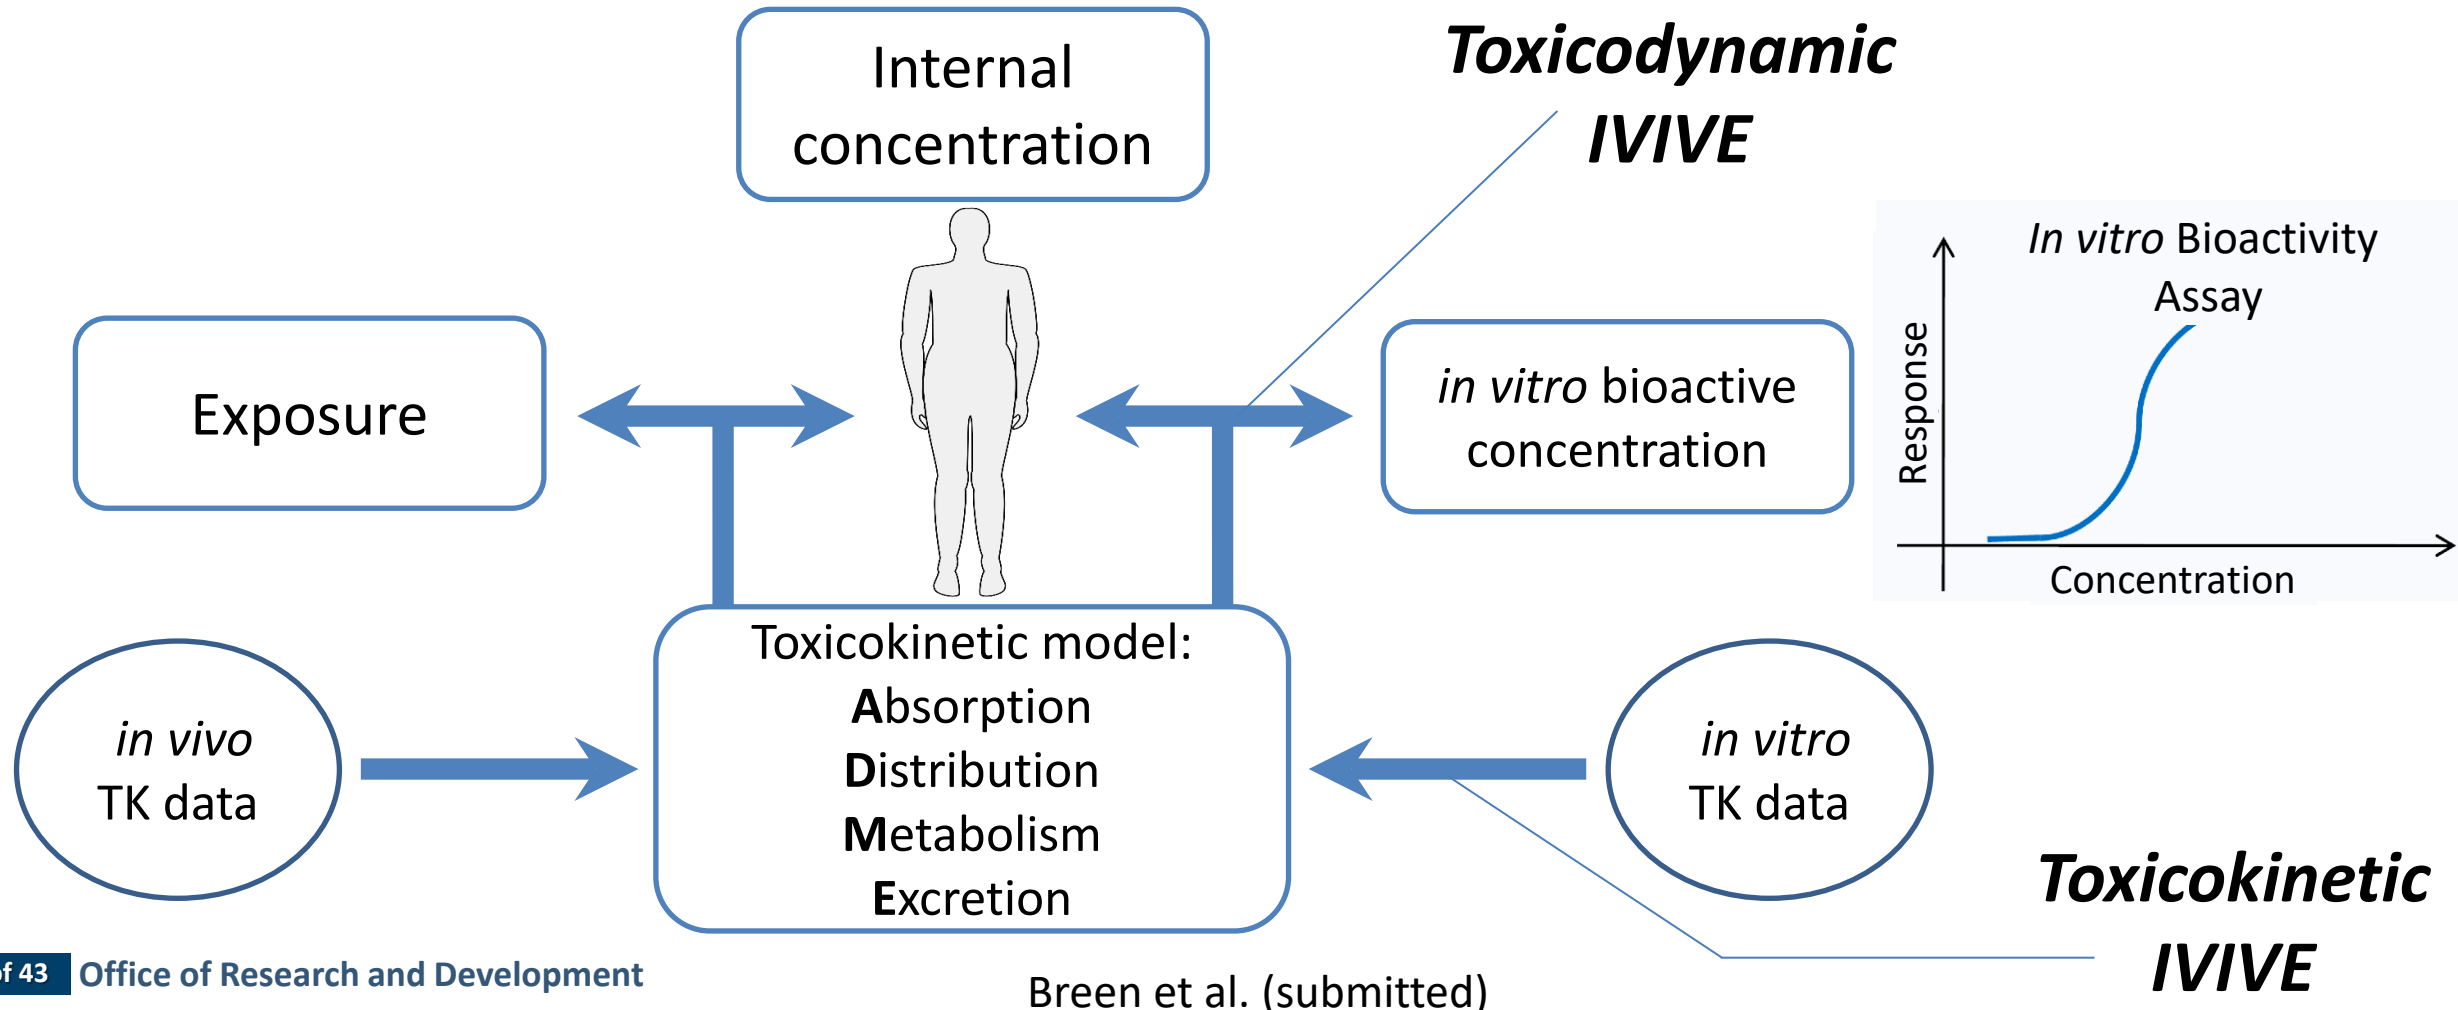 Internal
concentration
Toxicodynamic
IVIVE
In vitro Bioactivity
Assay
Response
Concentration
Exposure
in vitro bioactive
concentration
in vivo
TK data
Toxicokinetic model:
Absorption
Distribution
Metabolism
Excretion
in vitro
TK data
Toxicokinetic
IVIVE
of 43 Office of Research and Development
Breen et al. (submitted)